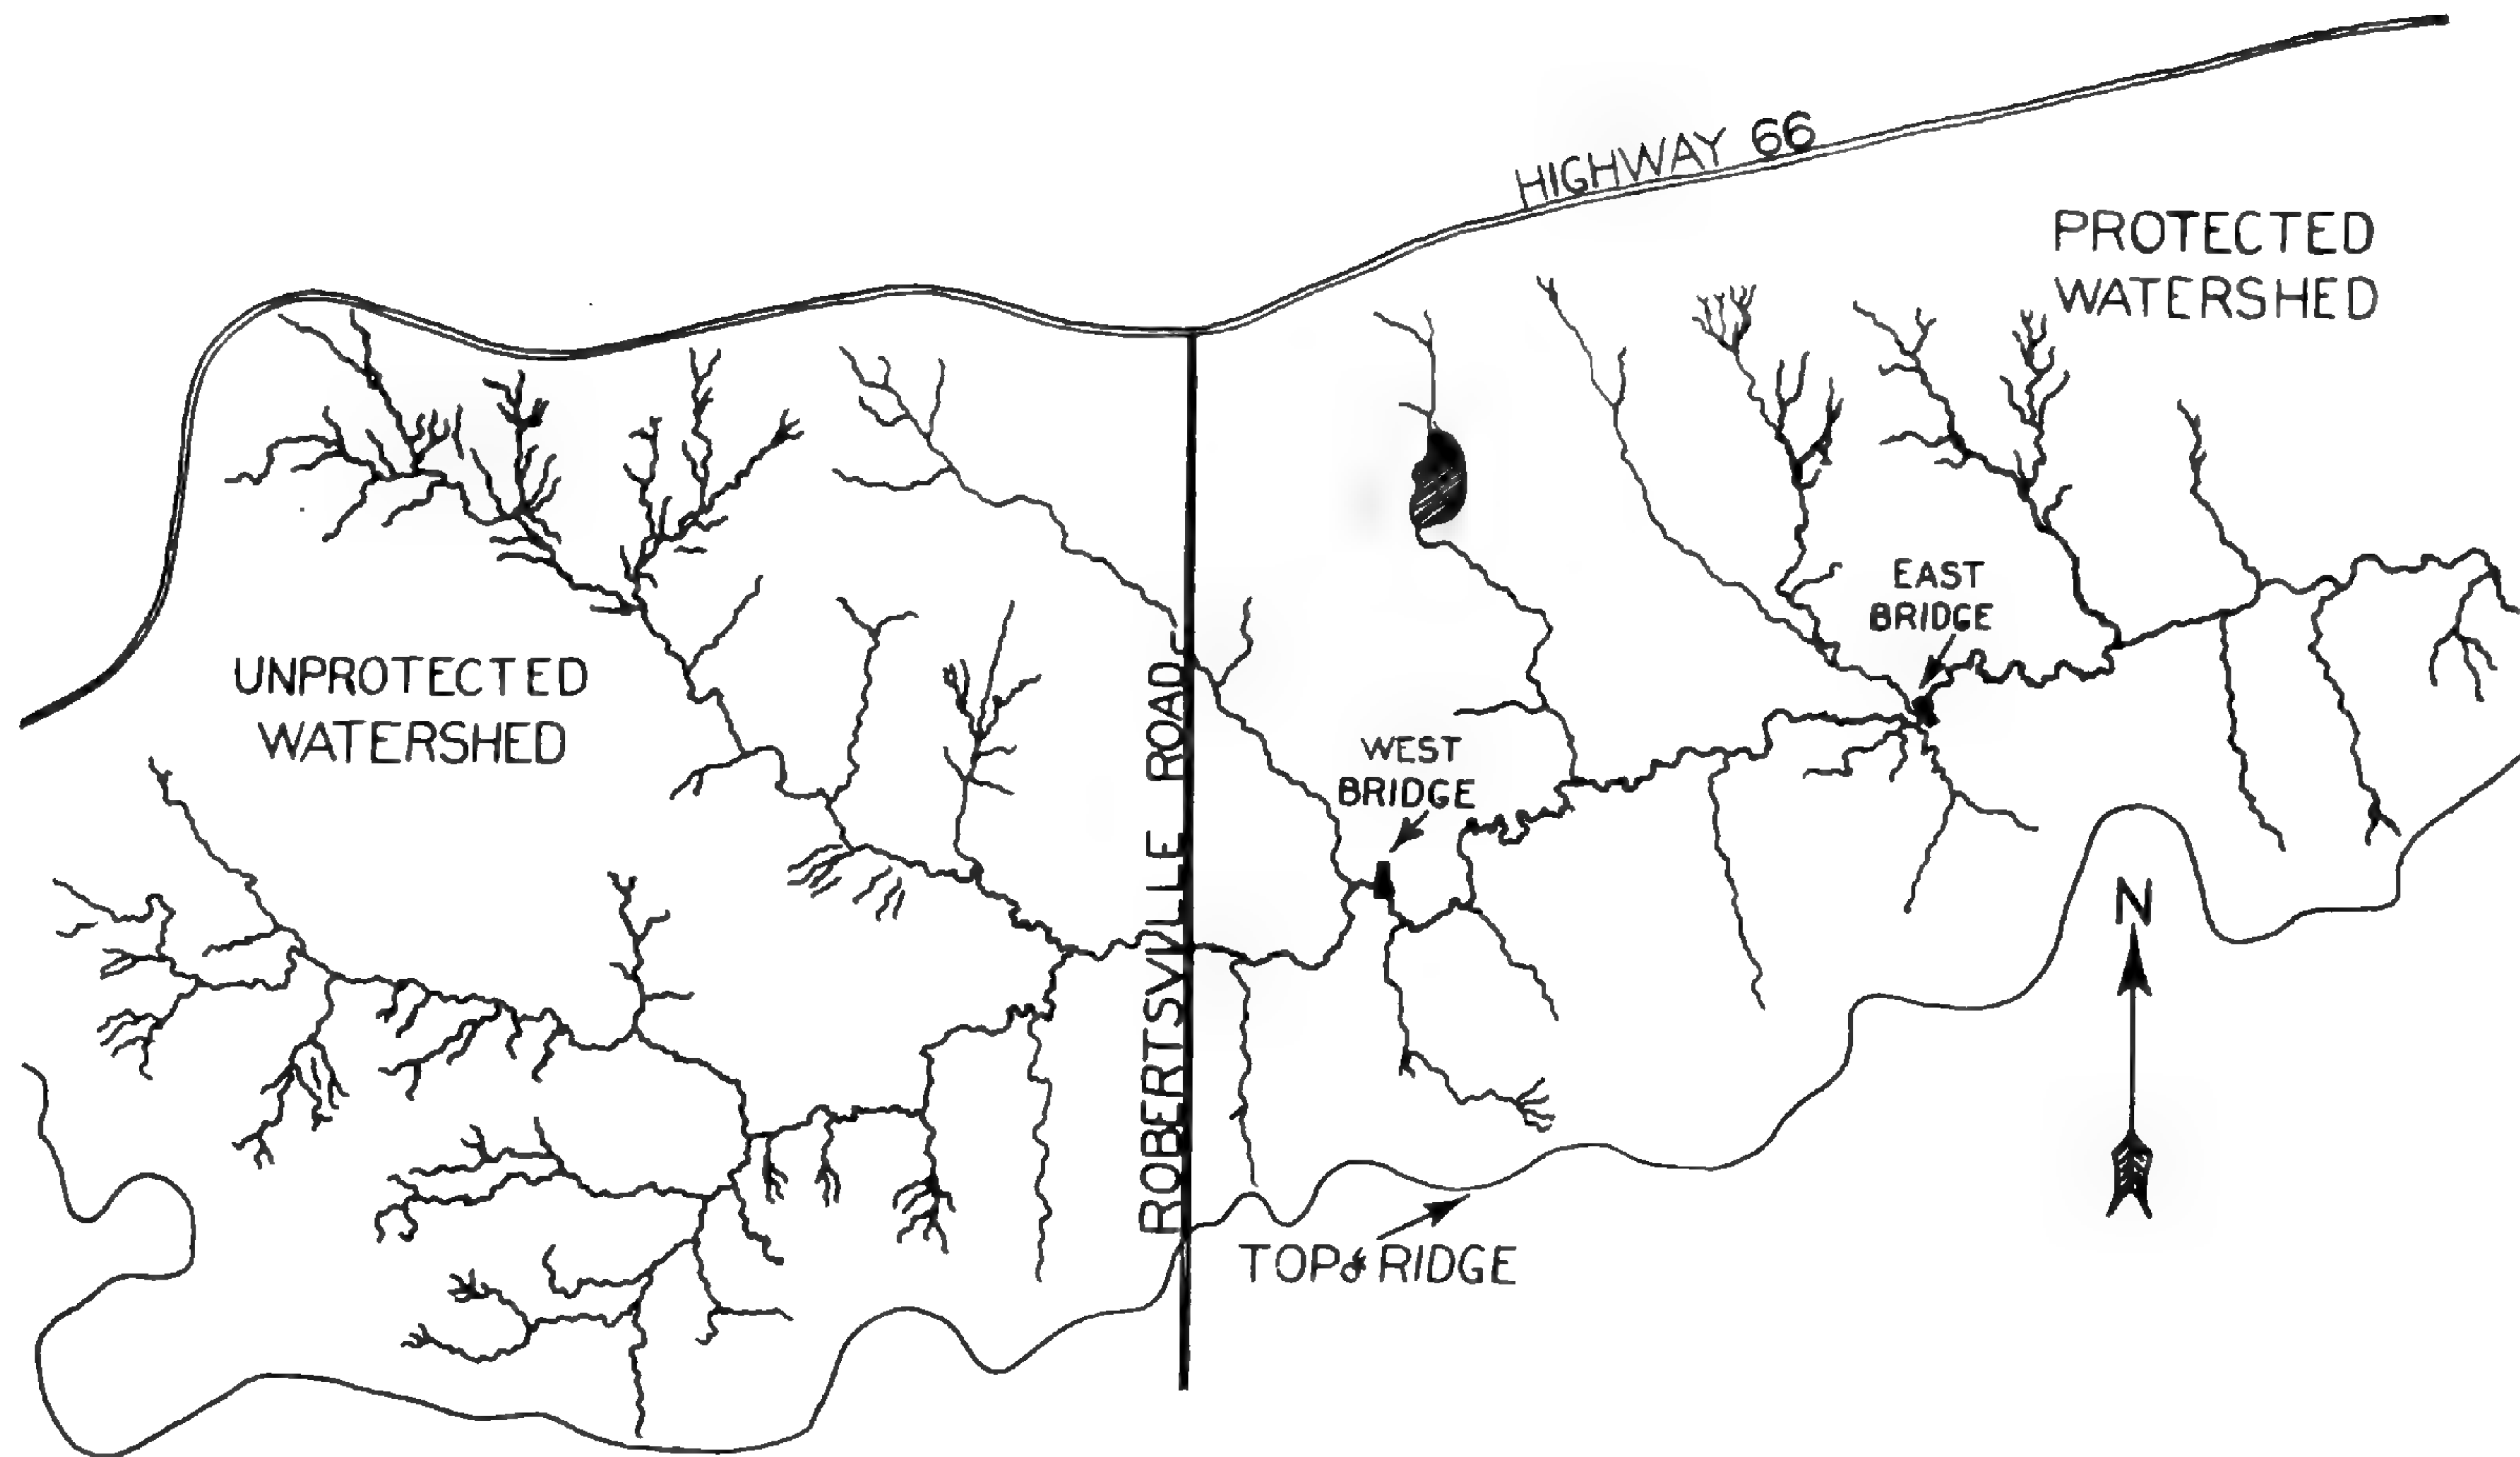 HIGHWAY 66
PROTECTED
WATERSHED
EAST
BRIDGE
UNPROTECTED
WATERSHED
ROBERTSVILLE ROAD
WEST
BRIDGE
N
TOP of RIDGE